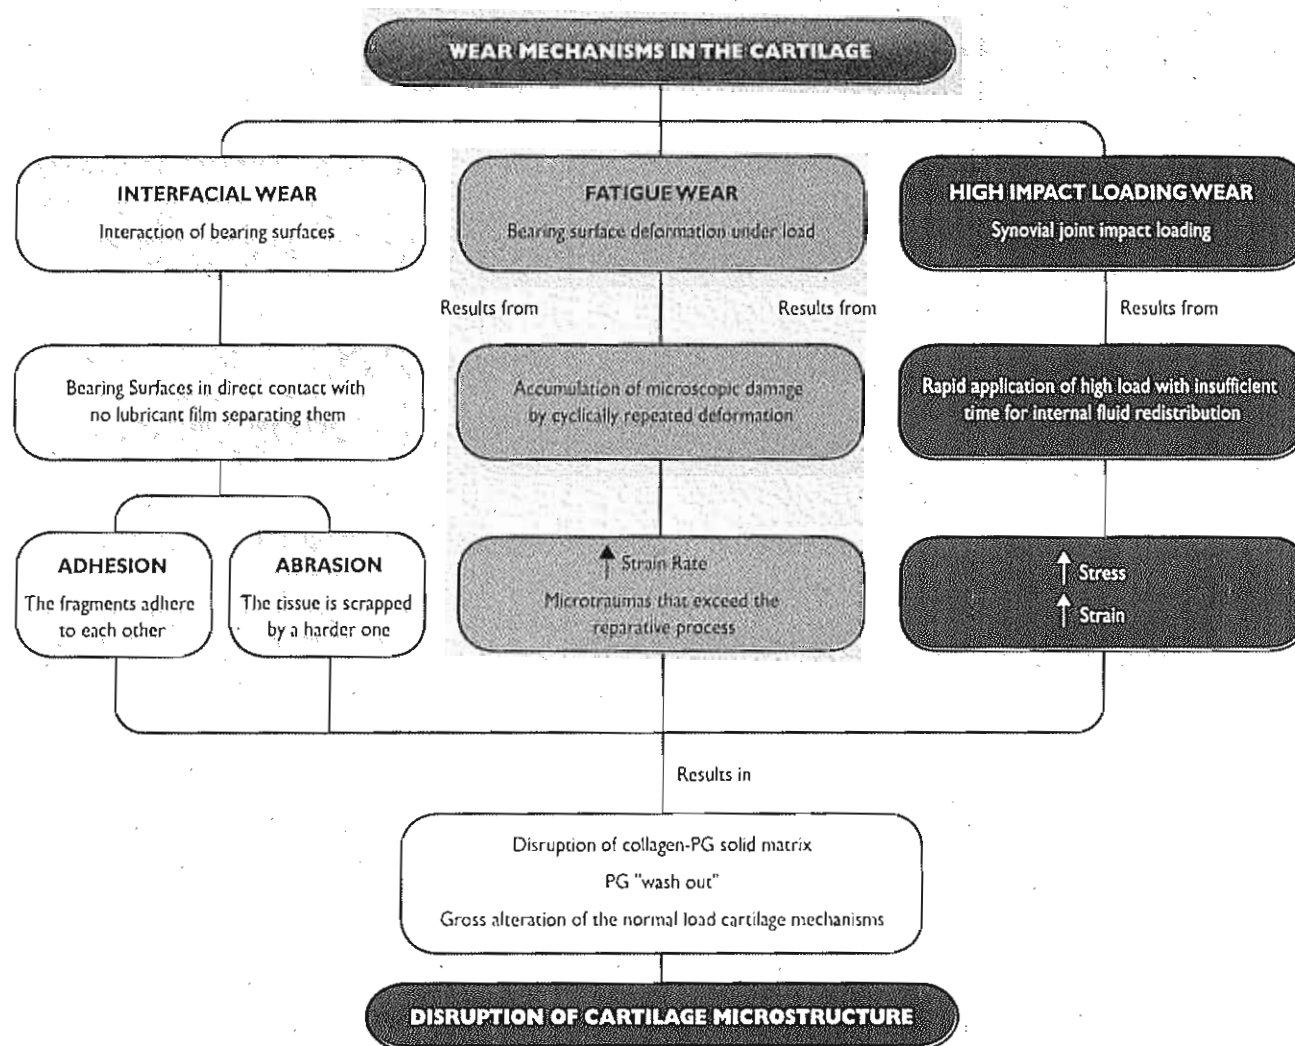 WEAR MECHANISMS IN THE CARTILAGE
INTERFACIAL WEAR
Interaction of bearing surfaces
FATIGUE WEAR
Bearing surface deformation under load
HIGH IMPACT LOADING WEAR
Synovial joint impact loading
Results from
Results from
Results from
Bearing Surfaces in direct contact with
no lubricant film separating them
Accumulation of microscopic damage
by cyclically repeated deformation
Rapid application of high load with insufficient
time for internal fluid redistribution
ADHESION
The fragments adhere
to each other
ABRASION
The tissue is scrapped
by a harder one
↑ Strain Rate
Microtraumas that exceed the
reparative process
↑ Stress
↑ Strain
Results in
Disruption of collagen-PG solid matrix
PG "wash out"
Gross alteration of the normal load cartilage mechanisms
DISRUPTION OF CARTILAGE MICROSTRUCTURE